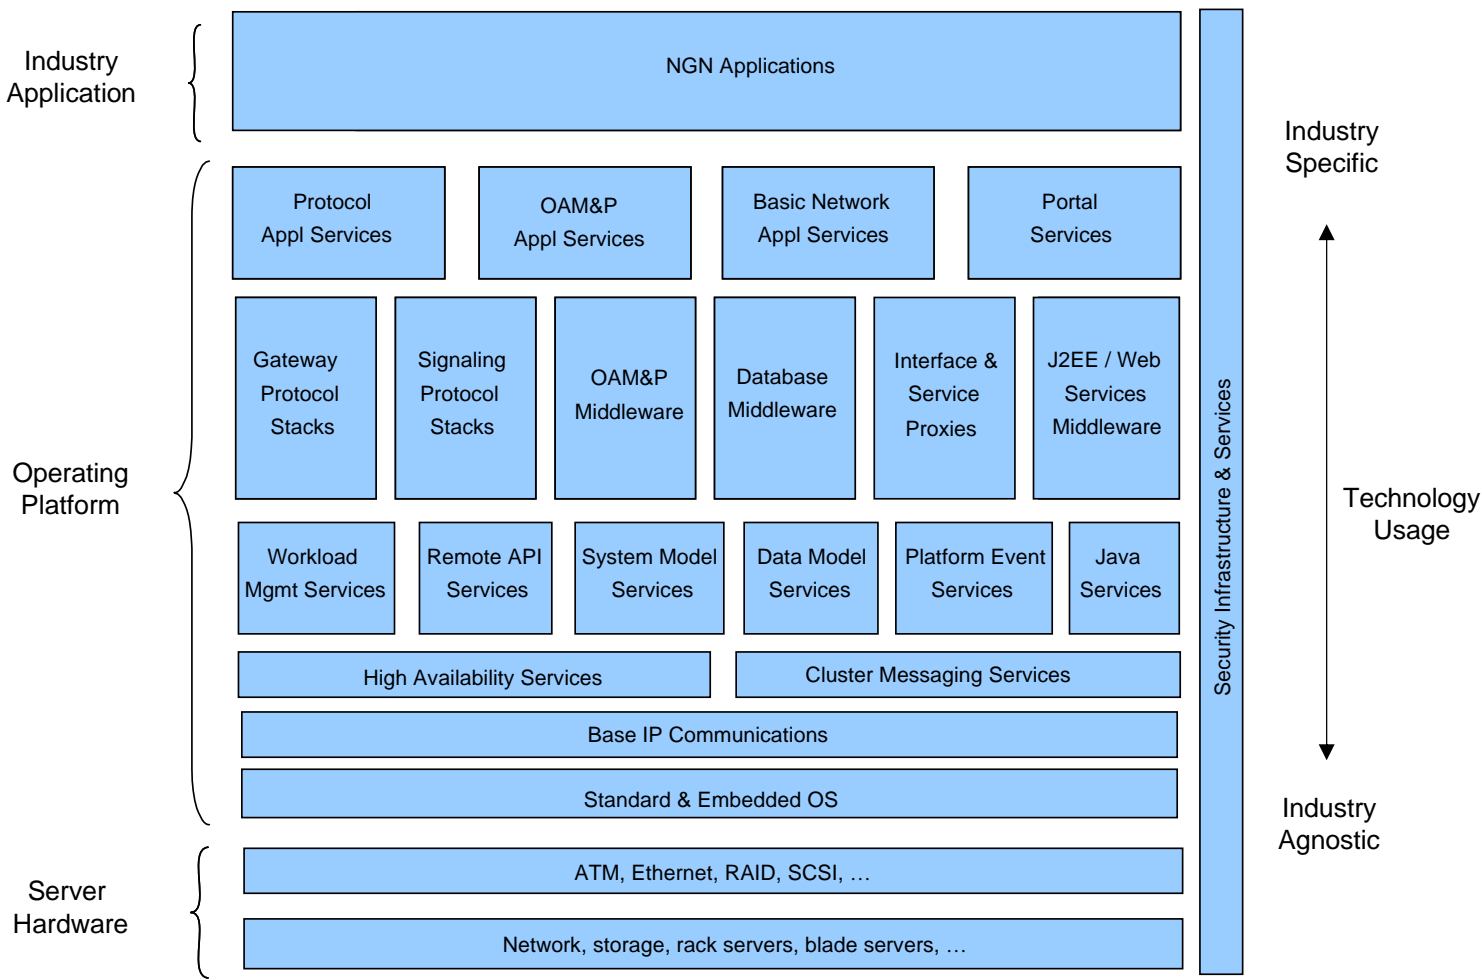 Industry
Application
NGN Applications
Industry
Specific
Protocol
Appl Services
OAM&P
Appl Services
Basic Network
Appl Services
Portal
Services
Gateway
Protocol
Stacks
Signaling
Protocol
Stacks
OAM&P
Middleware
Database
Middleware
Interface &
Service
Proxies
J2EE / Web
Services
Middleware
Operating
Platform
Technology
Usage
Security Infrastructure & Services
Workload
Mgmt Services
Remote API
Services
System Model
Services
Data Model
Services
Platform Event
Services
Java
Services
High Availability Services
Cluster Messaging Services
Base IP Communications
Standard & Embedded OS
Industry
Agnostic
Server
Hardware
ATM, Ethernet, RAID, SCSI, …
Network, storage, rack servers, blade servers, …